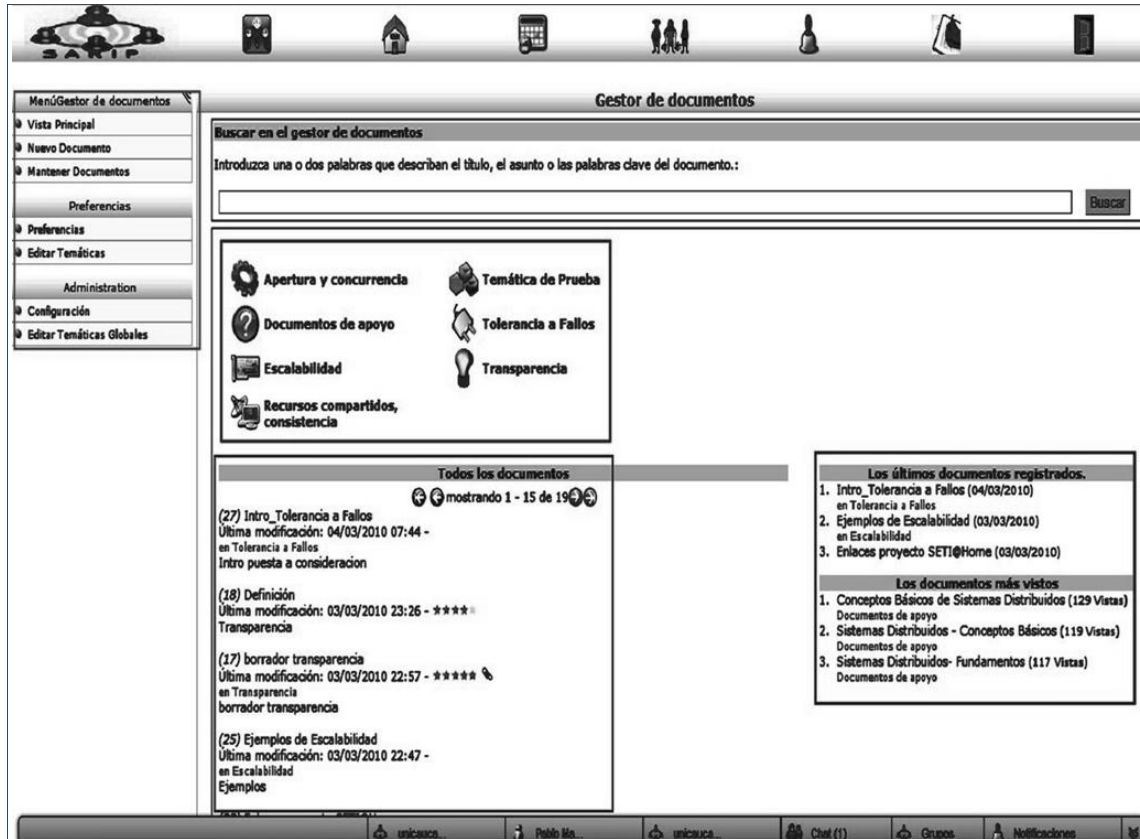 SARIP
MenúGestor de documentos
Vista Principal
Nuevo Documento
Mantener Documentos
Preferencias
Preferencias
Editar Temáticas
Administration
Configuración
Editar Temáticas Globales
Gestor de documentos
Buscar en el gestor de documentos
Introduzca una o dos palabras que describan el título, el asunto o las palabras clave del documento.:
Buscar
Apertura y concurrencia
Temática de Prueba
Documentos de apoyo
Tolerancia a Fallos
Escalabilidad
Transparencia
Recursos compartidos,
consistencia
Todos los documentos
mostrando 1 - 15 de 19
(27) Intro_Tolerancia a Fallos
Última modificación: 04/03/2010 07:44 -
en Tolerancia a Fallos
Intro puesta a consideracion
(18) Definición
Última modificación: 03/03/2010 23:26 -
Transparencia
(17) borrador transparencia
Última modificación: 03/03/2010 22:57 -
en Transparencia
borrador transparencia
(25) Ejemplos de Escalabilidad
Última modificación: 03/03/2010 22:47 -
en Escalabilidad
Ejemplos
Los últimos documentos registrados.
1. Intro_Tolerancia a Fallos (04/03/2010)
en Tolerancia a Fallos
2. Ejemplos de Escalabilidad (03/03/2010)
en Escalabilidad
3. Enlaces proyecto SETI@Home (03/03/2010)
Los documentos más vistos
1. Conceptos Básicos de Sistemas Distribuidos (129 Vistas)
Documentos de apoyo
2. Sistemas Distribuidos - Conceptos Básicos (119 Vistas)
Documentos de apoyo
3. Sistemas Distribuidos- Fundamentos (117 Vistas)
Documentos de apoyo
unicauca...
Pablo Ma...
unicauca...
Chat (1)
Grupos
Notificaciones